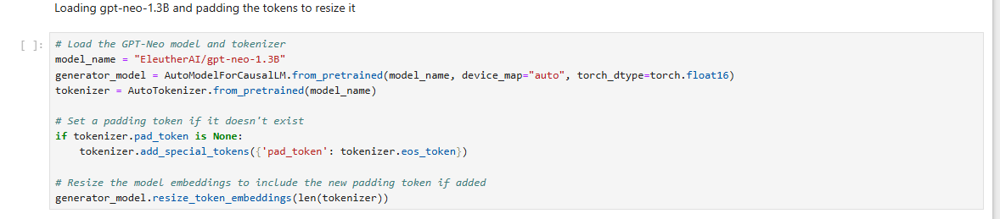 Loading gpt-neo-1.3B and padding the tokens to resize it
[ ]:
# Load the GPT-Neo model and tokenizer
model_name = "EleutherAI/gpt-neo-1.3B"
generator_model = AutoModelForCausalLM.from_pretrained(model_name, device_map="auto", torch_dtype=torch.float16)
tokenizer = AutoTokenizer.from_pretrained(model_name)
# Set a padding token if it doesn't exist
if tokenizer.pad_token is None:
    tokenizer.add_special_tokens({'pad_token': tokenizer.eos_token})
# Resize the model embeddings to include the new padding token if added
generator_model.resize_token_embeddings(len(tokenizer))